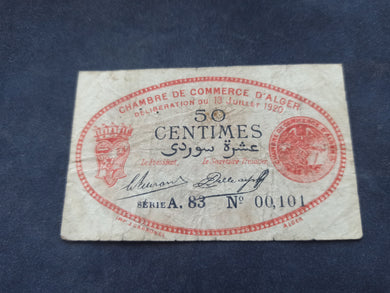 CHAMBRE DE COMMERCE D'ALGER
DÉLIBÉRATION DU 13 JUILLET 1920
50
CENTIMES
عشرة سوردي
Le Président, Le Secrétaire-Trésorier,
SÉRIE A. 83 No 00,101
ALGER